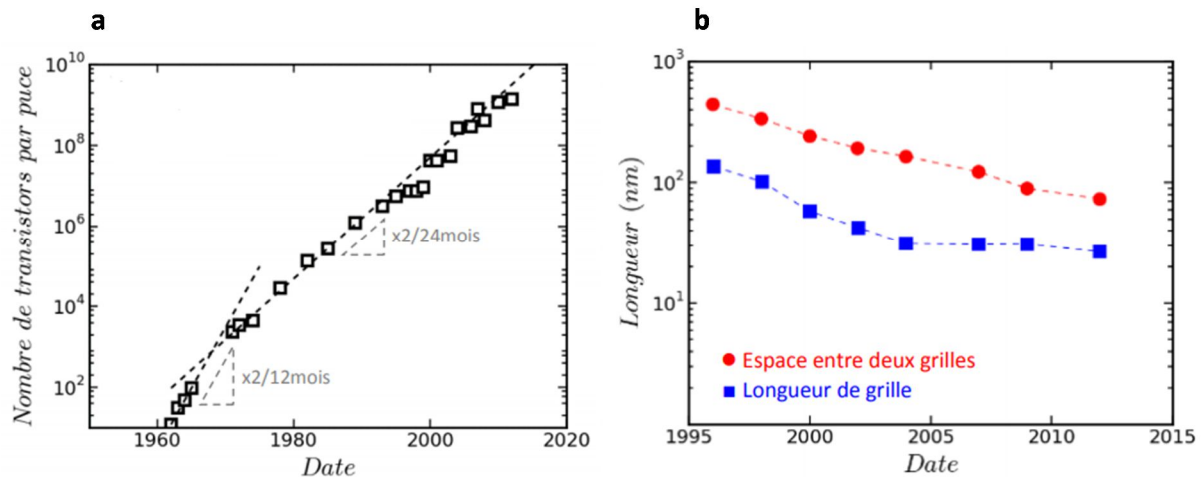 a
Nombre de transistors par puce
10^10
10^8
10^6
10^4
10^2
x2/24mois
x2/12mois
1960 1980 2000 2020
Date
b
Longueur (nm)
10^3
10^2
10^1
Espace entre deux grilles
Longueur de grille
1995 2000 2005 2010 2015
Date